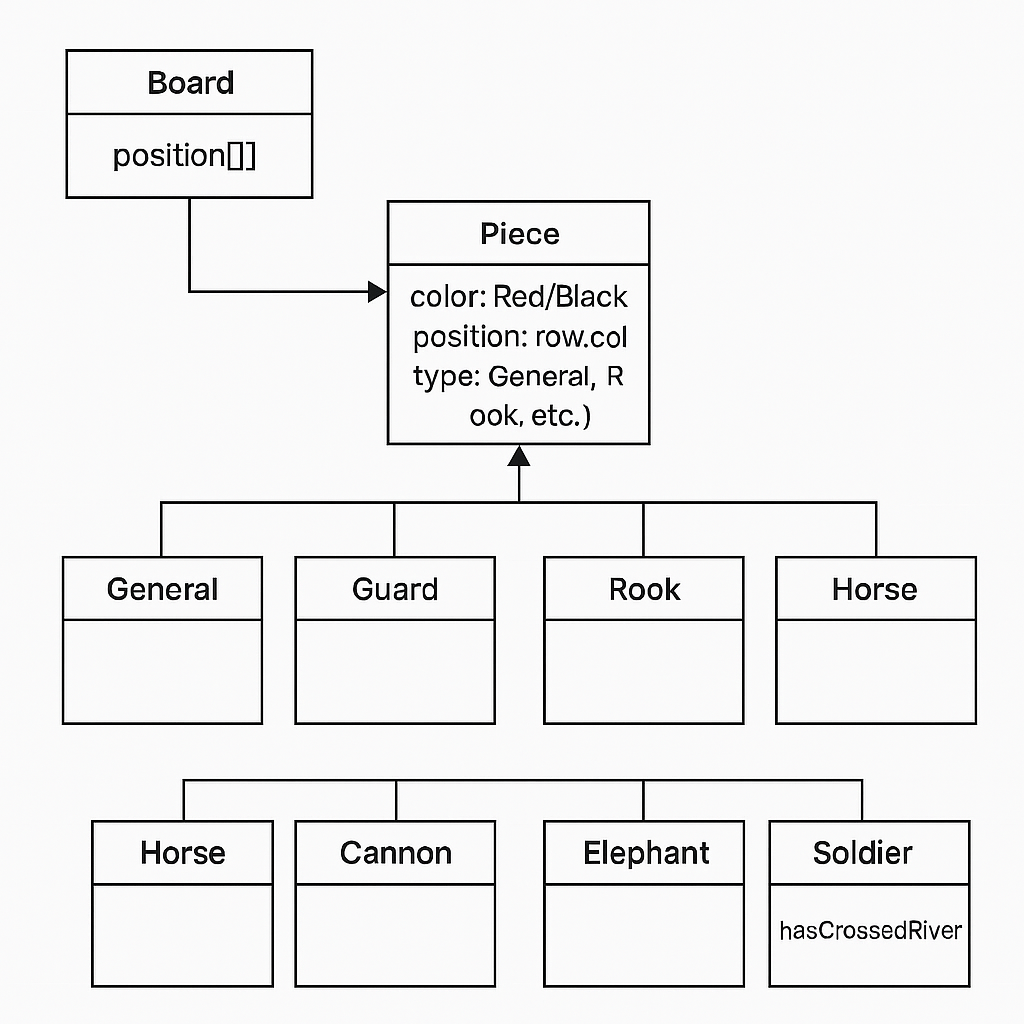 Board
position[]]
Piece
color: Red/Black
position: row.col
type: General, R
ook, etc.)
General
Guard
Rook
Horse
Horse
Cannon
Elephant
Soldier
hasCrossedRiver